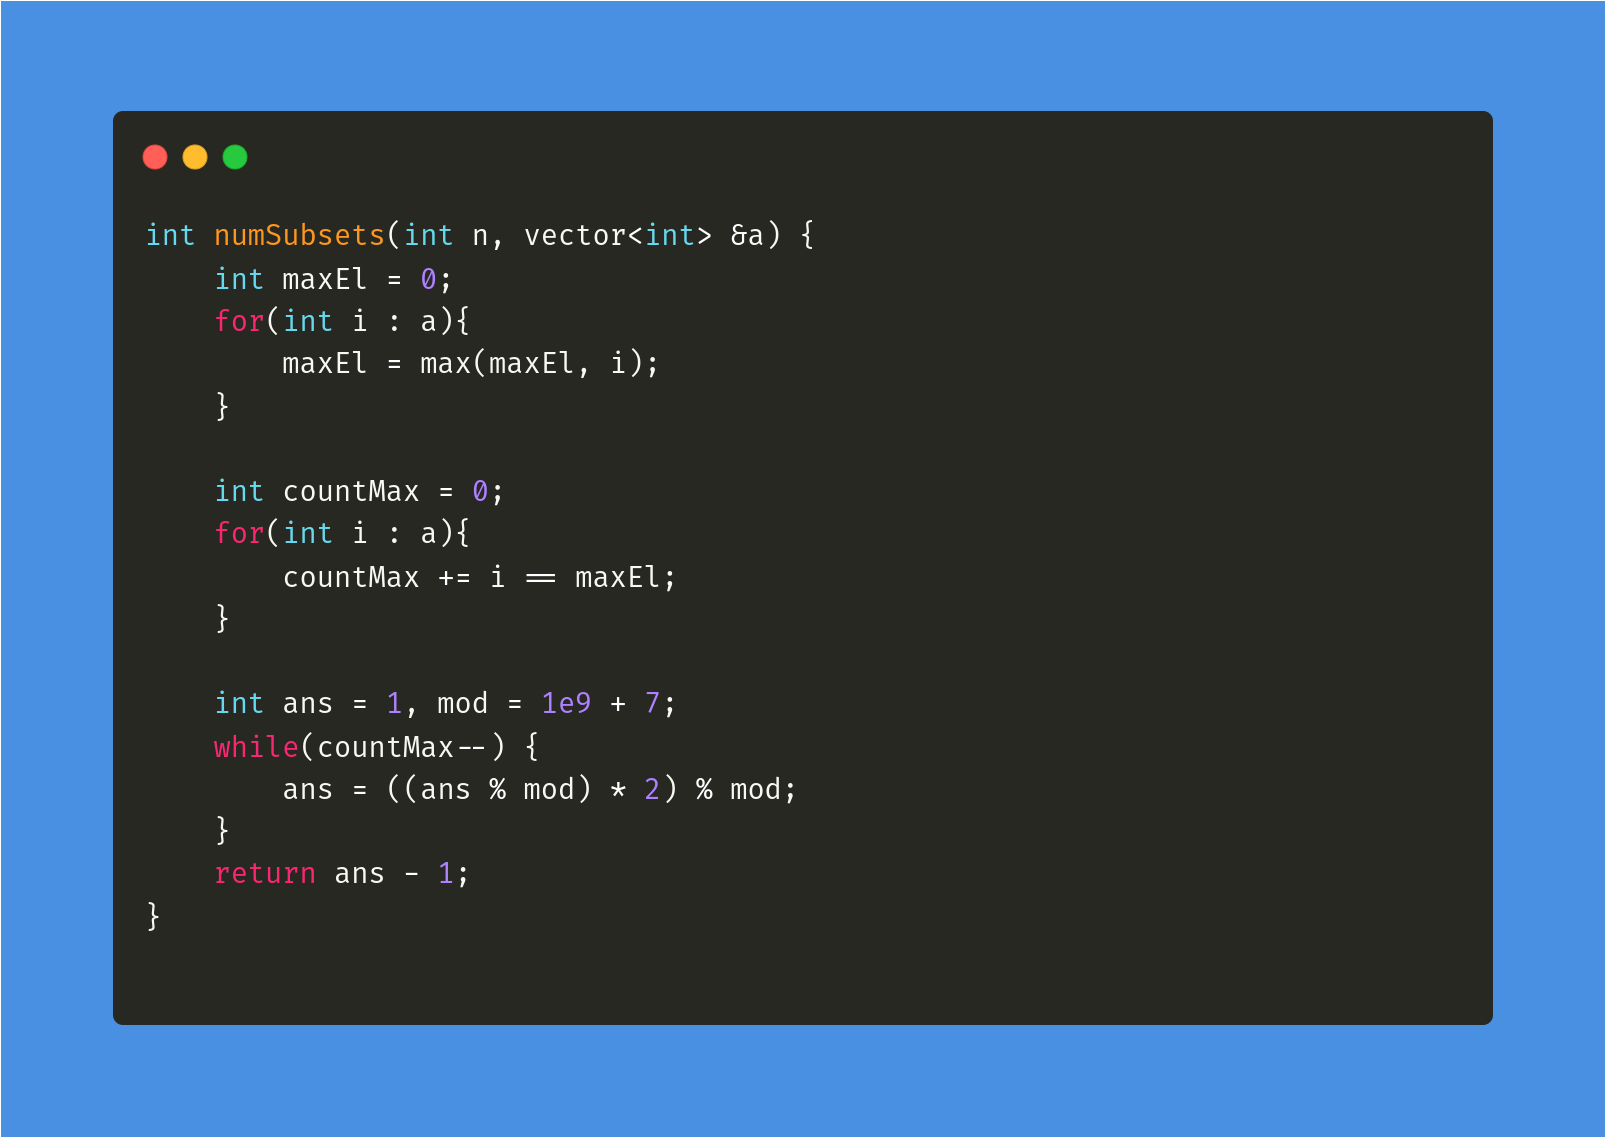 int numSubsets(int n, vector<int> &a) {
    int maxEl = 0;
    for(int i : a){
        maxEl = max(maxEl, i);
    }

    int countMax = 0;
    for(int i : a){
        countMax += i == maxEl;
    }

    int ans = 1, mod = 1e9 + 7;
    while(countMax--) {
        ans = ((ans % mod) * 2) % mod;
    }
    return ans - 1;
}